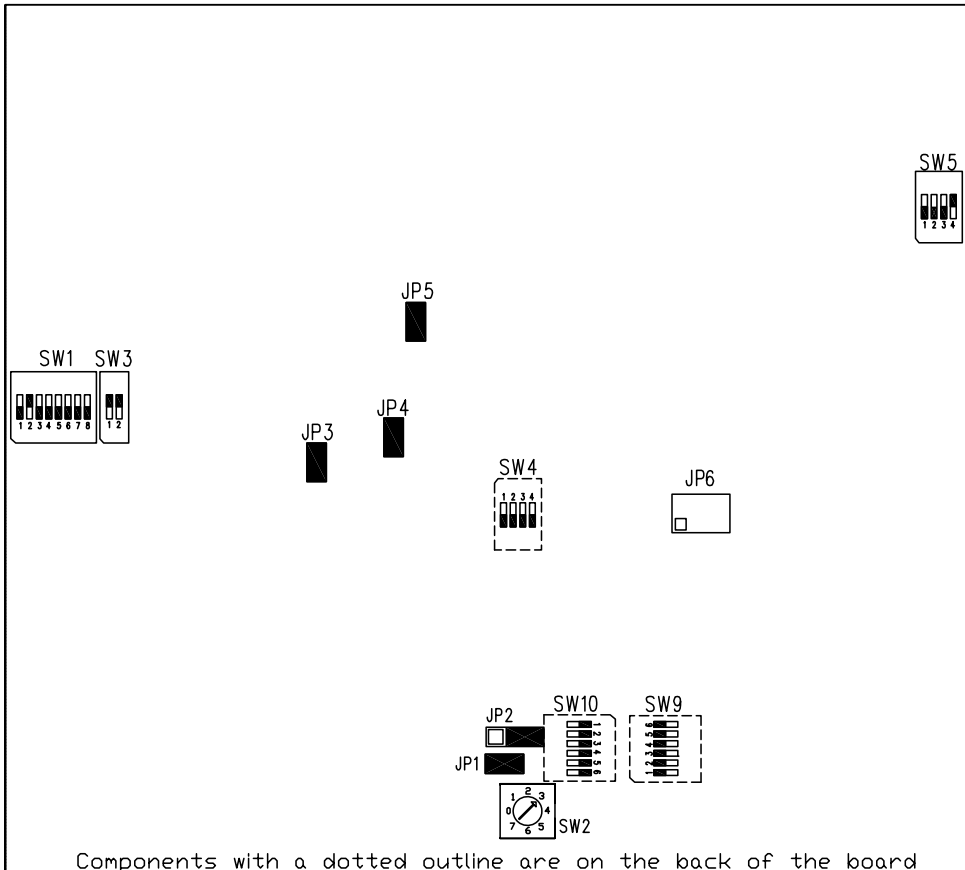 SW5
1 2 3 4
JP5
SW1 SW3
1 2 3 4 5 6 7 8
1 2
JP4
JP3
SW4
1 2 3 4
JP6
SW10 SW9
JP2
1
2
3
4
5
6
6
5
4
3
2
1
JP1
0 1 2 3 4 5 6 7
SW2
Components with a dotted outline are on the back of the board